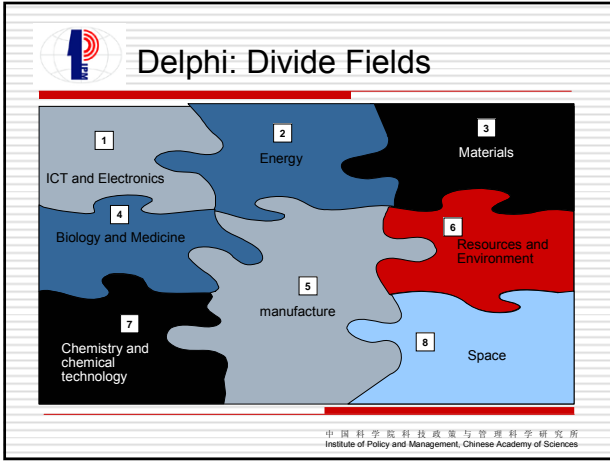 Delphi: Divide Fields
1
ICT and Electronics
2
Energy
3
Materials
4
Biology and Medicine
5
manufacture
6
Resources and
Environment
7
Chemistry and
chemical
technology
8
Space
中国科学院科技政策与管理科学研究所
Institute of Policy and Management, Chinese Academy of Sciences
IPM